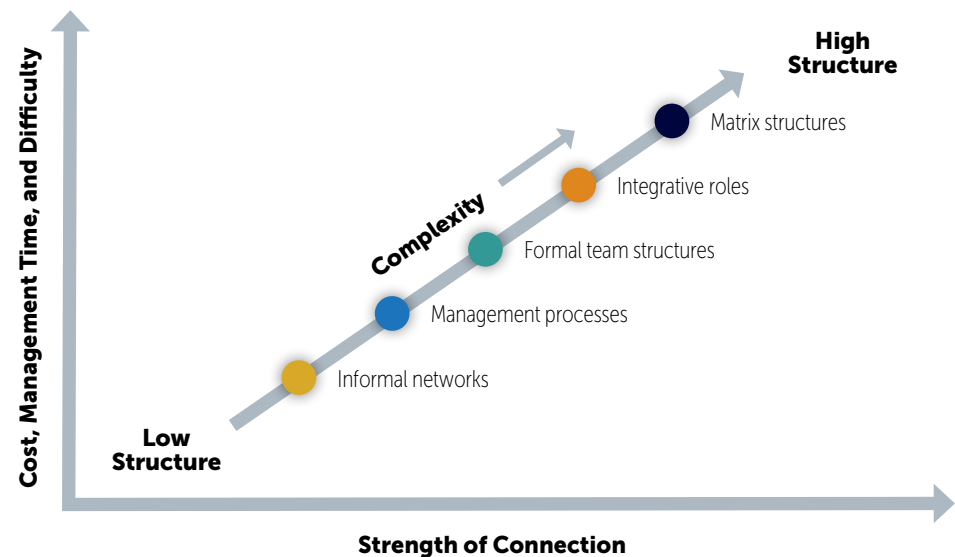 Cost, Management Time, and Difficulty
High
Structure
Matrix structures
Integrative roles
Complexity
Formal team structures
Management processes
Informal networks
Low
Structure
Strength of Connection